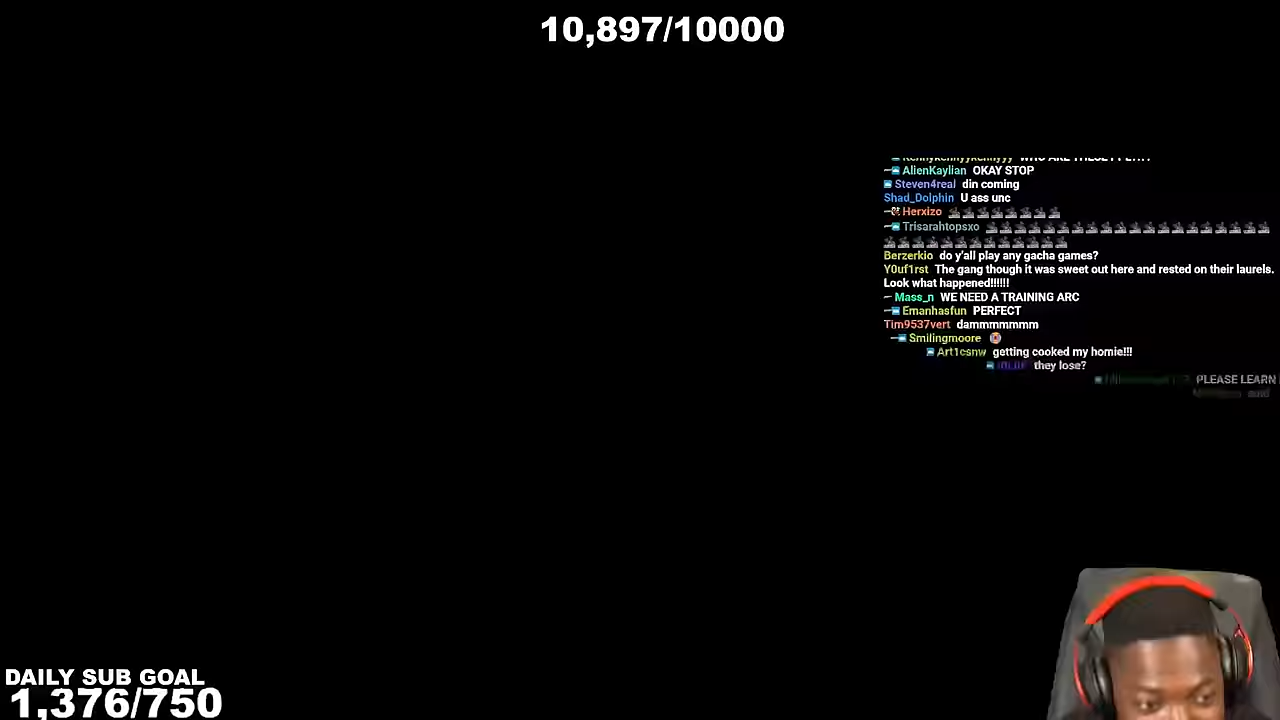 10,897/10000
AlienKaylian OKAY STOP
Steven4real din coming
Shad_Dolphin U ass unc
Herxizo
Trisarahtopsxo
Berzerkio do y'all play any gacha games?
Y0uf1rst The gang though it was sweet out here and rested on their laurels.
Look what happened!!!!!!
Mass_n WE NEED A TRAINING ARC
Emanhasfun PERFECT
Tim9537vert dammmmmmm
Smilingmoore
Art1csnw getting cooked my homie!!!
they lose?
PLEASE LEARN
DAILY SUB GOAL
1,376/750